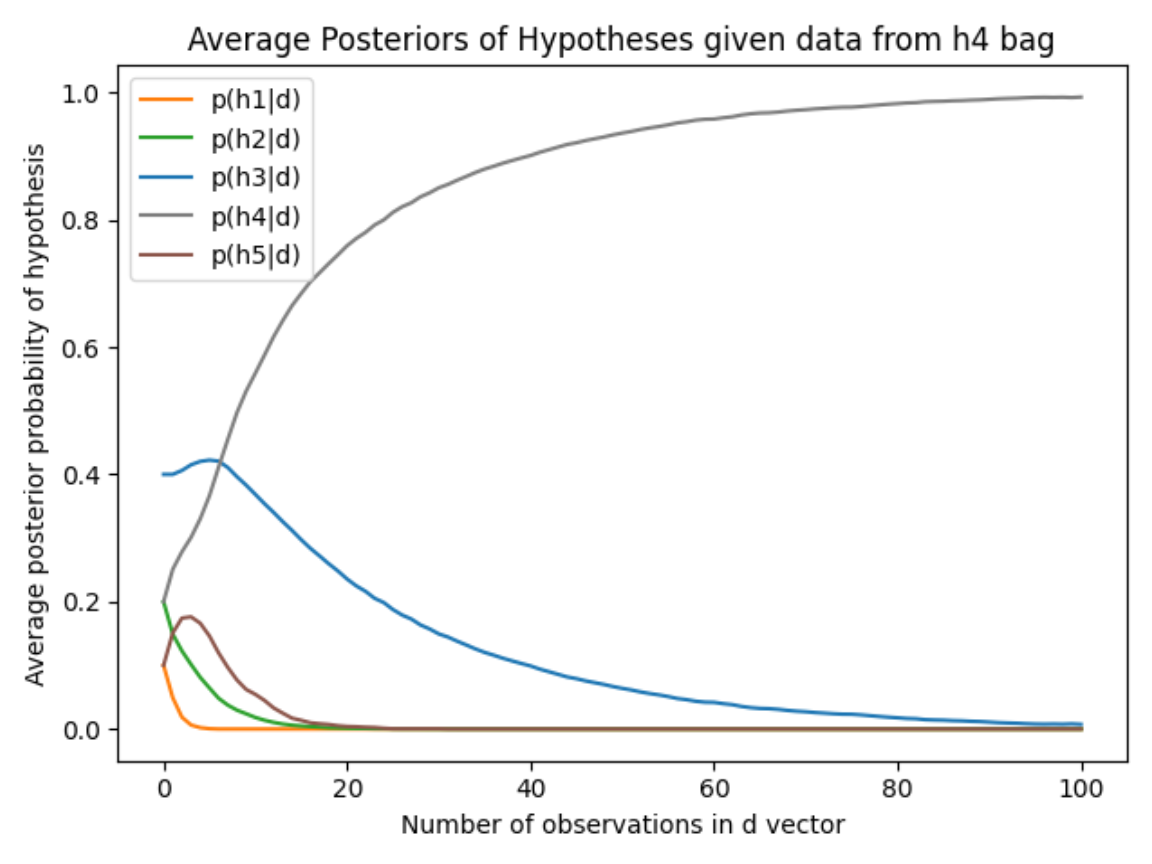 Average Posteriors of Hypotheses given data from h4 bag
p(h1|d)
p(h2|d)
p(h3|d)
p(h4|d)
p(h5|d)
Average posterior probability of hypothesis
1.0
0.8
0.6
0.4
0.2
0.0
0 20 40 60 80 100
Number of observations in d vector